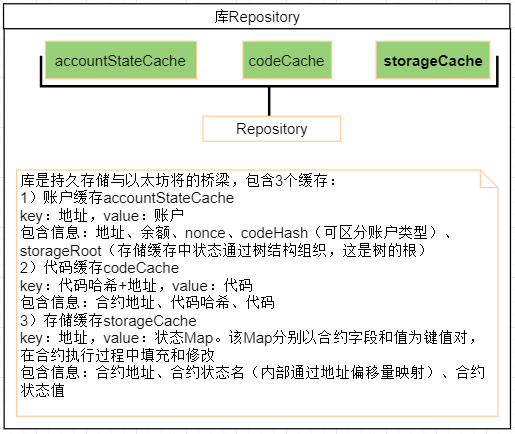 库Repository
accountStateCache
codeCache
storageCache
Repository
库是持久存储与以太坊将的桥梁，包含3个缓存：
1）账户缓存accountStateCache
key：地址，value：账户
包含信息：地址、余额、nonce、codeHash（可区分账户类型）、
storageRoot（存储缓存中状态通过树结构组织，这是树的根）
2）代码缓存codeCache
key：代码哈希+地址，value：代码
包含信息：合约地址、代码哈希、代码
3）存储缓存storageCache
key：地址，value：状态Map。该Map分别以合约字段和值为键值对，
在合约执行过程中填充和修改
包含信息：合约地址、合约状态名（内部通过地址偏移量映射）、合约
状态值